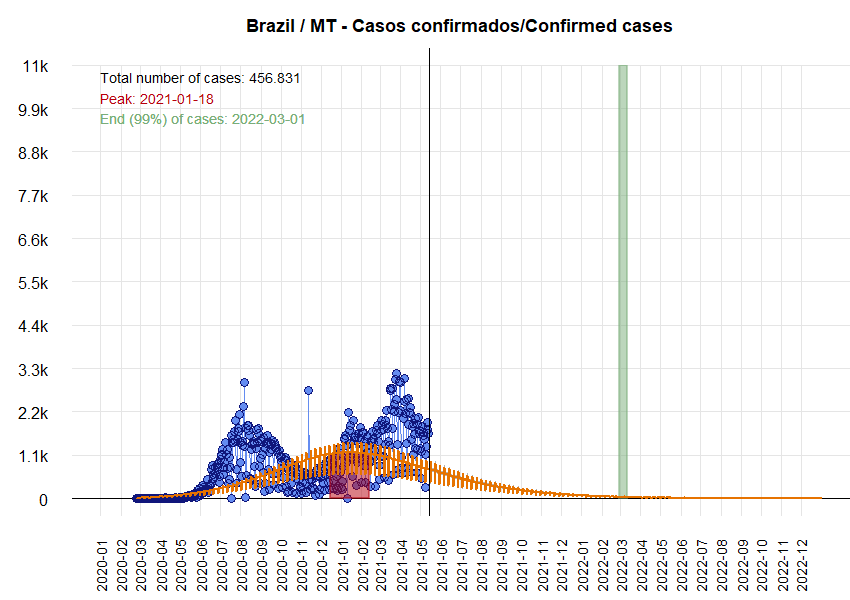 Brazil / MT - Casos confirmados/Confirmed cases
11k
Total number of cases: 456.831
Peak: 2021-01-18
End (99%) of cases: 2022-03-01
9.9k
8.8k
7.7k
6.6k
5.5k
4.4k
3.3k
2.2k
1.1k
0
2020-01
2020-02
2020-03
2020-04
2020-05
2020-06
2020-07
2020-08
2020-09
2020-10
2020-11
2020-12
2021-01
2021-02
2021-03
2021-04
2021-05
2021-06
2021-07
2021-08
2021-09
2021-10
2021-11
2021-12
2022-01
2022-02
2022-03
2022-04
2022-05
2022-06
2022-07
2022-08
2022-09
2022-10
2022-11
2022-12